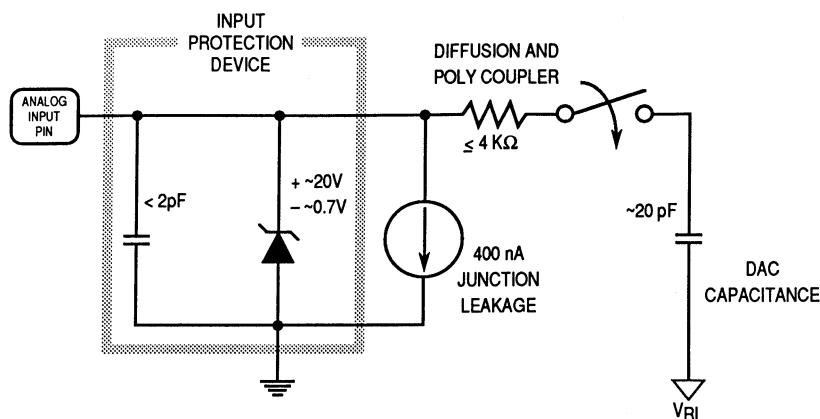 INPUT
PROTECTION
DEVICE
DIFFUSION AND
POLY COUPLER
ANALOG
INPUT
PIN
≤ 4 KΩ
+ ~20V
– ~0.7V
< 2pF
~20 pF
400 nA
JUNCTION
LEAKAGE
DAC
CAPACITANCE
VRL